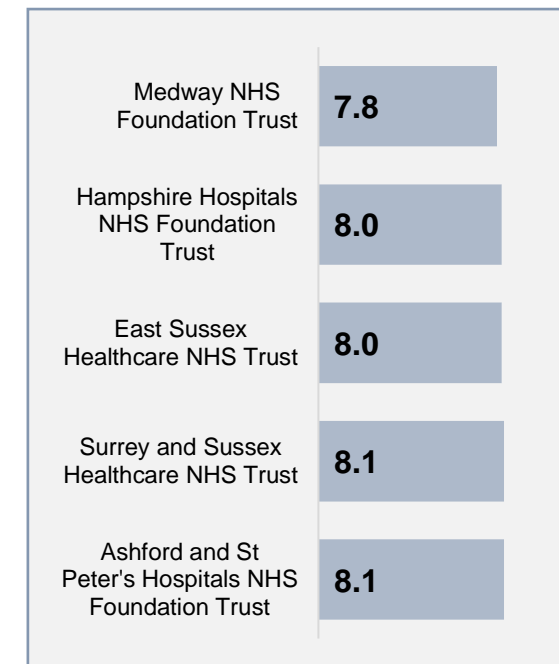 Medway NHS
Foundation Trust
7.8
Hampshire Hospitals
NHS Foundation
Trust
8.0
East Sussex
Healthcare NHS Trust
8.0
Surrey and Sussex
Healthcare NHS Trust
8.1
Ashford and St
Peter's Hospitals NHS
Foundation Trust
8.1